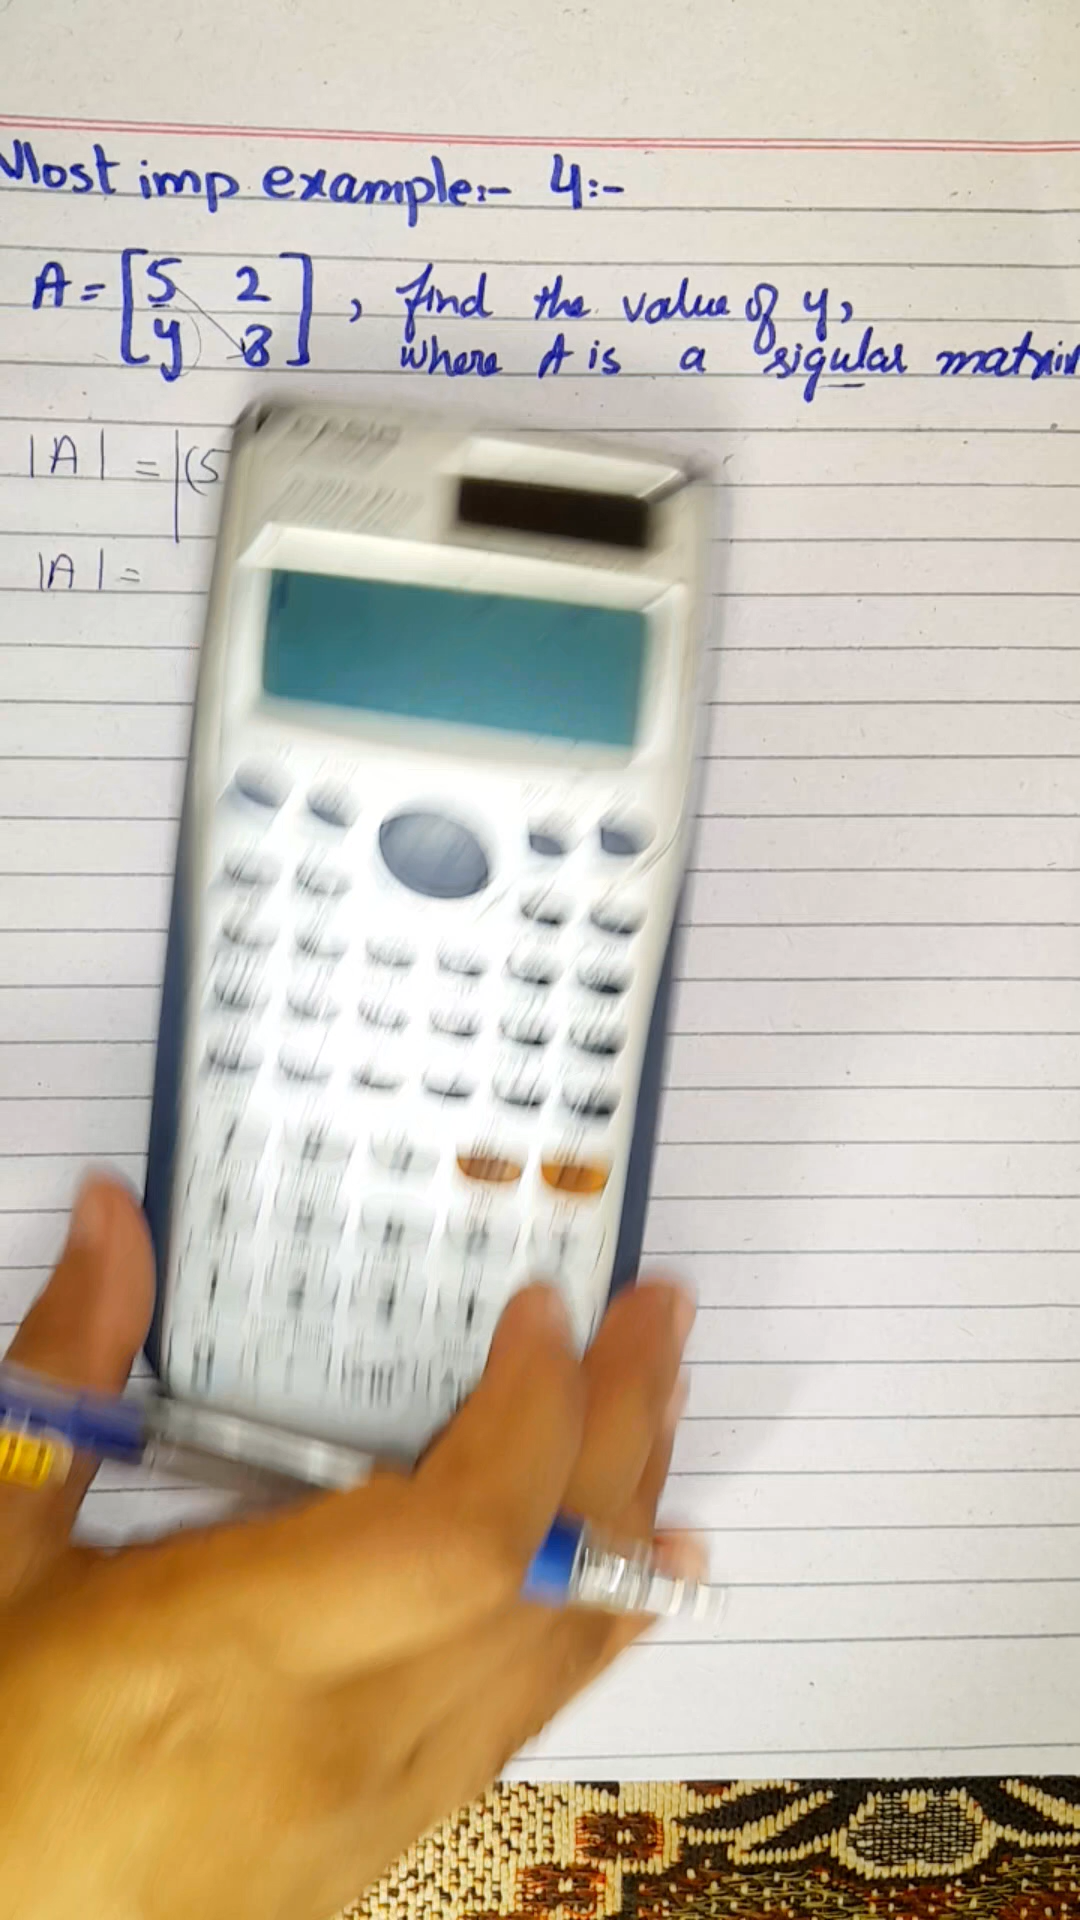 Most imp example:- 4:-
A = [5 2
y 8], find the value of y,
where A is a sigular matrix
|A| = |(5
|A| =